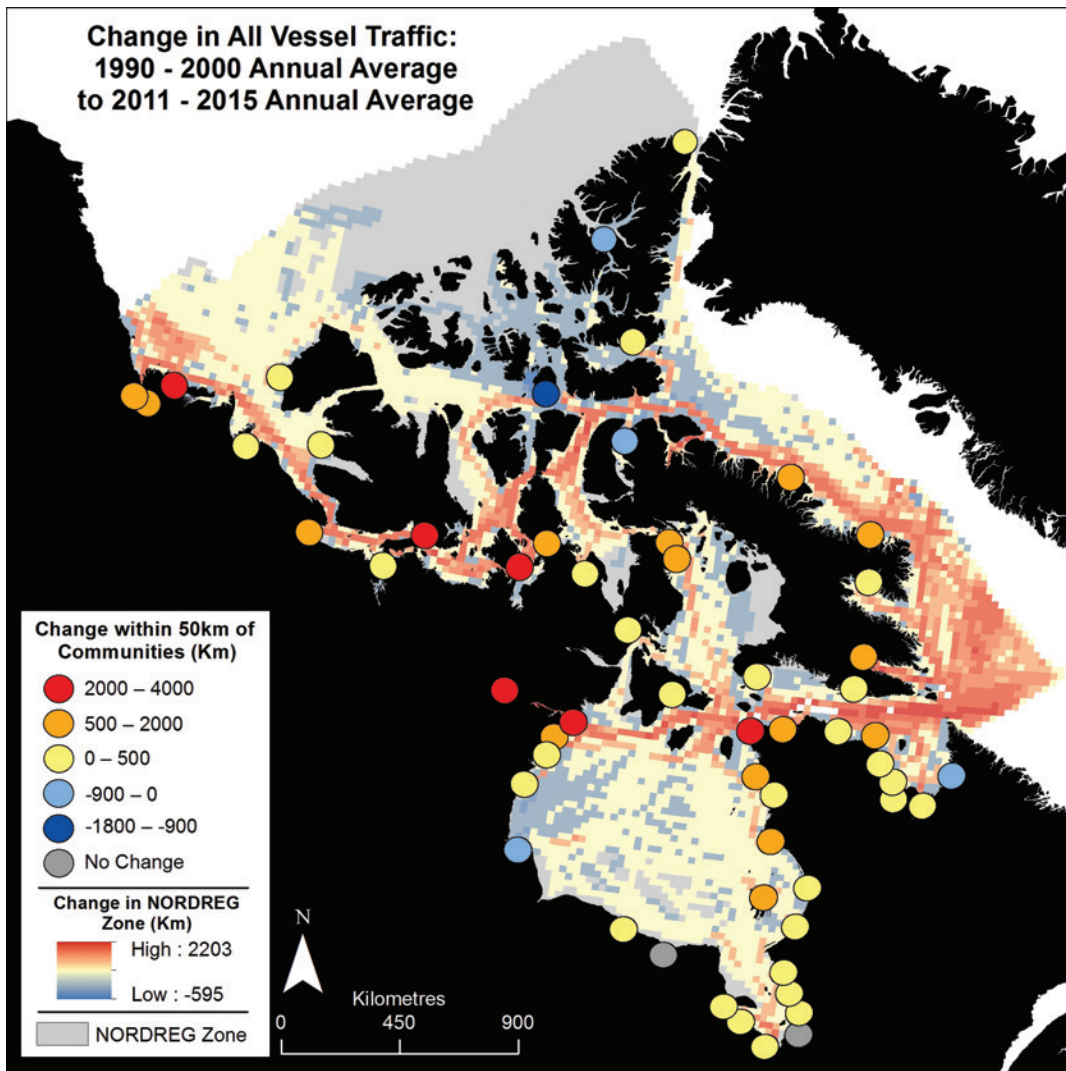 Change in All Vessel Traffic:
1990 - 2000 Annual Average
to 2011 - 2015 Annual Average
Change within 50km of
Communities (Km)
2000 – 4000
500 – 2000
0 – 500
-900 – 0
-1800 – -900
No Change
Change in NORDREG
Zone (Km)
High : 2203
Low : -595
NORDREG Zone
N
Kilometres
0 450 900